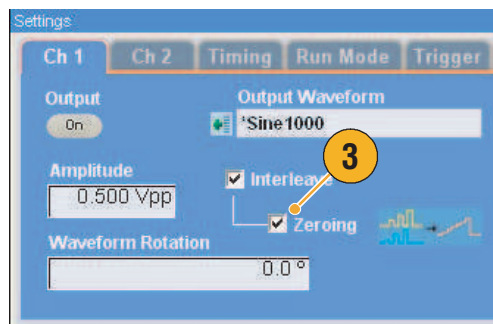 Settings
Ch 1 Ch 2 Timing Run Mode Trigger
Output
On
Output Waveform
*Sine1000
3
Amplitude
0.500 Vpp
Interleave
Zeroing
Waveform Rotation
0.0 °